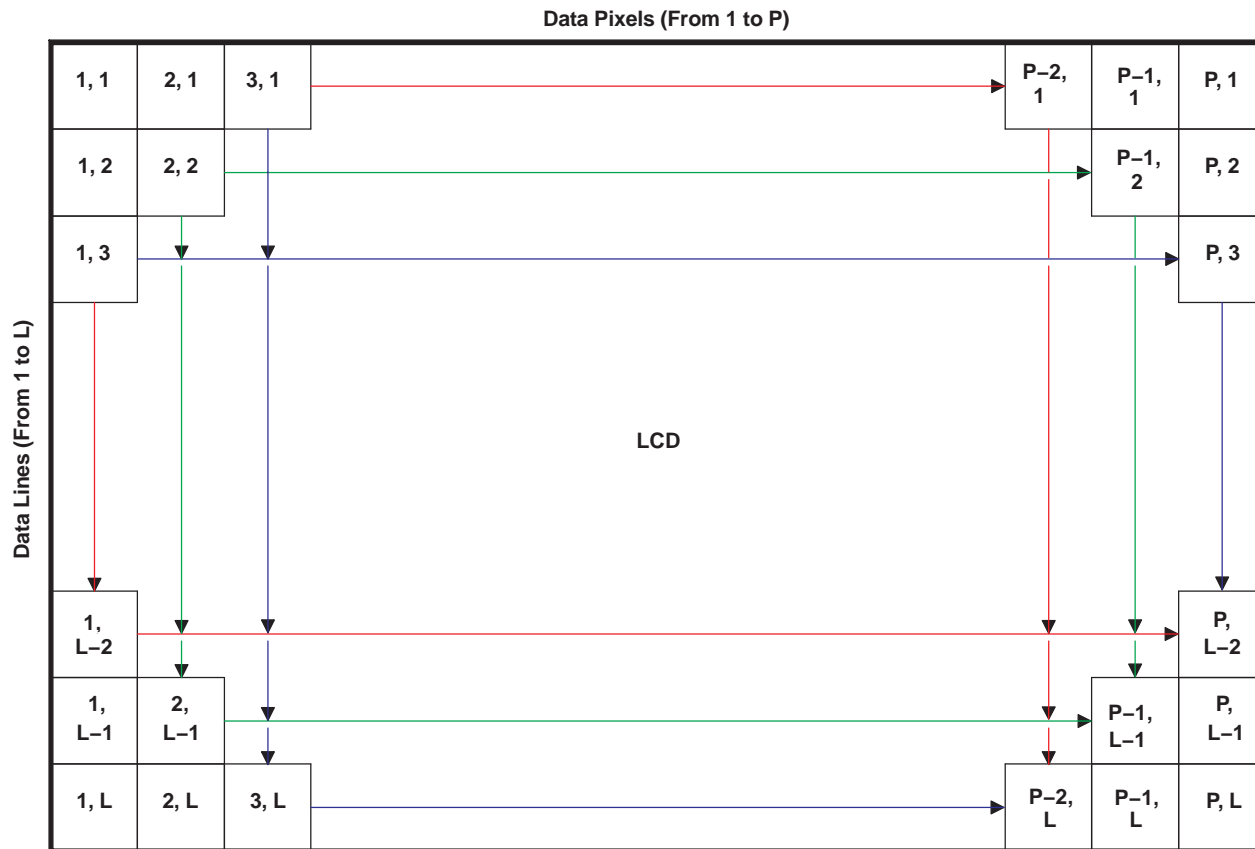 Data Pixels (From 1 to P)
1, 1
2, 1
3, 1
P−2,
1
P−1,
1
P, 1
1, 2
2, 2
P−1,
2
P, 2
1, 3
P, 3
Data Lines (From 1 to L)
LCD
1,
L−2
P,
L−2
1,
L−1
2,
L−1
P−1,
L−1
P,
L−1
1, L
2, L
3, L
P−2,
L
P−1,
L
P, L